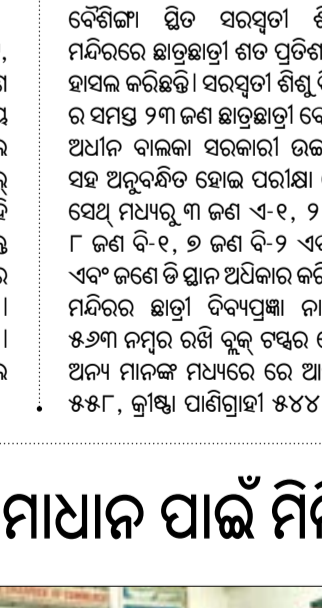 ବୈଶିଙ୍ଗା ସ୍ଥିତ ସରସ୍ୱତୀ
ମନ୍ଦିରରେ ଛାତ୍ରଛାତ୍ରୀ ଶତ ପ୍ରତିଶ
ହାସଲ କରିଛନ୍ତି। ସରସ୍ୱତୀ ଶିଶୁ
ର ସମସ୍ତ ୨୩ ଜଣ ଛାତ୍ରଛାତ୍ରୀ
ଅଧୀନ ବାଲକା ସରକାରୀ ଉଚ୍ଚ
ସହ ଅନୁବନ୍ଧିତ ହୋଇ ପରୀକ୍ଷା
ସେଥି ମଧ୍ୟରୁ ୩ ଜଣ ଏ-୧, ୨
୮ ଜଣ ବି-୧, ୭ ଜଣ ବି-୨ ଏବ
ଏବଂ ଜଣେ ଡି ସ୍ଥାନ ଅଧିକାର କରି
ମନ୍ଦିରର ଛାତ୍ରୀ ଦିବ୍ୟପ୍ରଜ୍ଞା ନା
୫୬୩ ନମ୍ବର ରଖି ବ୍ଲକ୍ ଟପ୍ପର
ଅନ୍ୟ ମାନଙ୍କ ମଧ୍ୟରେ ରେ ଆ
୫୫୮, କ୍ରୀଷ୍ଣା ପାଣିଗ୍ରାହୀ ୫୪୪
ମାଧାନ ପାଇଁ ମି